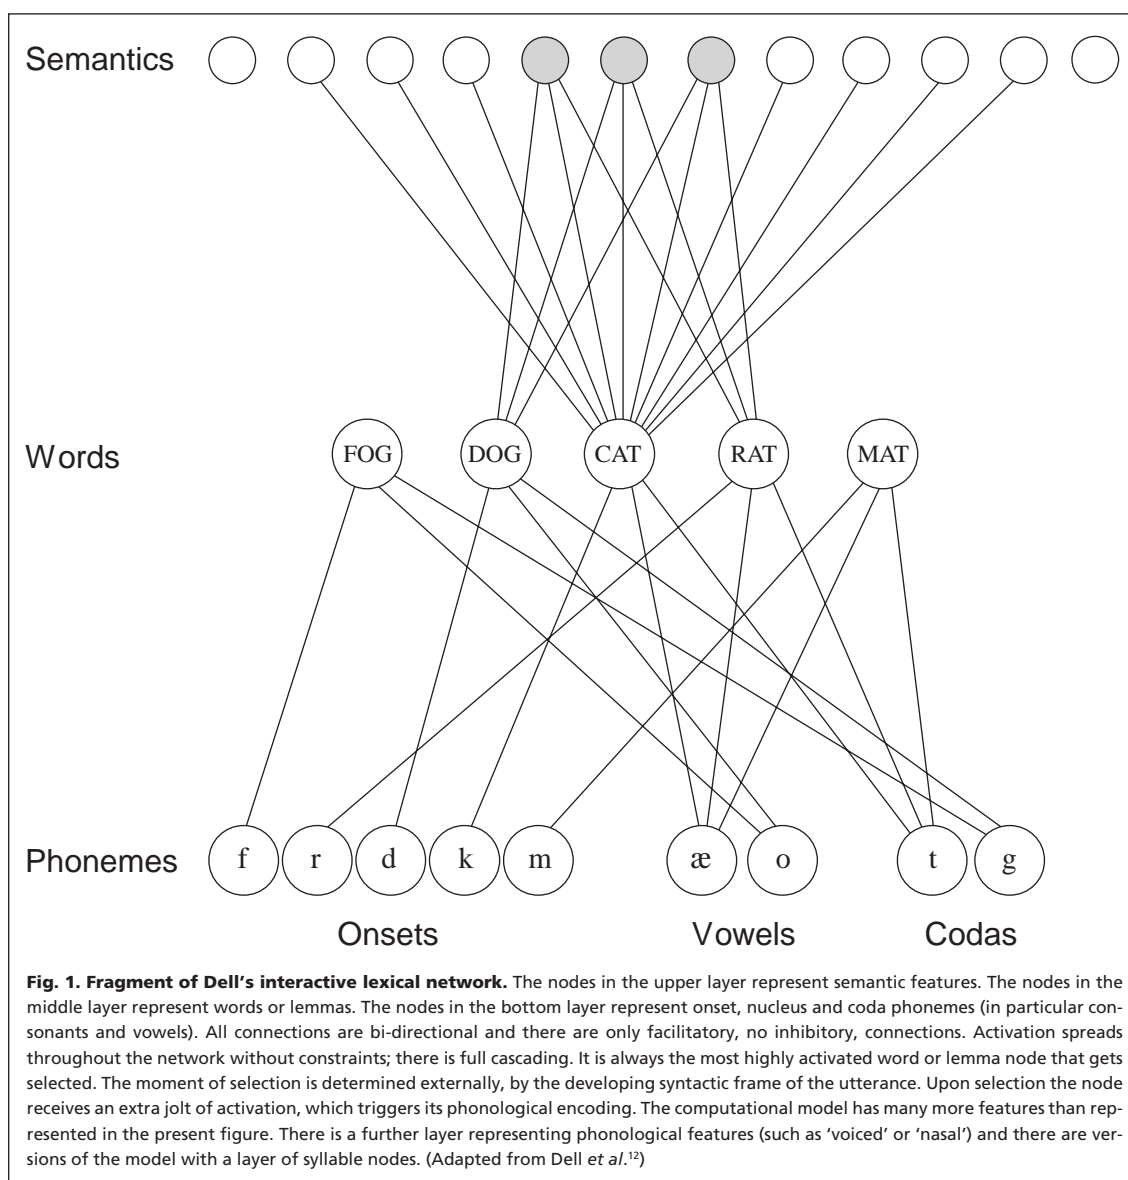 Semantics
FOG DOG CAT RAT MAT
Words
f r d k m æ o t g
Phonemes
Onsets Vowels Codas
Fig. 1. Fragment of Dell's interactive lexical network. The nodes in the upper layer represent semantic features. The nodes in the
middle layer represent words or lemmas. The nodes in the bottom layer represent onset, nucleus and coda phonemes (in particular con-
sonants and vowels). All connections are bi-directional and there are only facilitatory, no inhibitory, connections. Activation spreads
throughout the network without constraints; there is full cascading. It is always the most highly activated word or lemma node that gets
selected. The moment of selection is determined externally, by the developing syntactic frame of the utterance. Upon selection the node
receives an extra jolt of activation, which triggers its phonological encoding. The computational model has many more features than rep-
resented in the present figure. There is a further layer representing phonological features (such as 'voiced' or 'nasal') and there are ver-
sions of the model with a layer of syllable nodes. (Adapted from Dell et al.¹²)